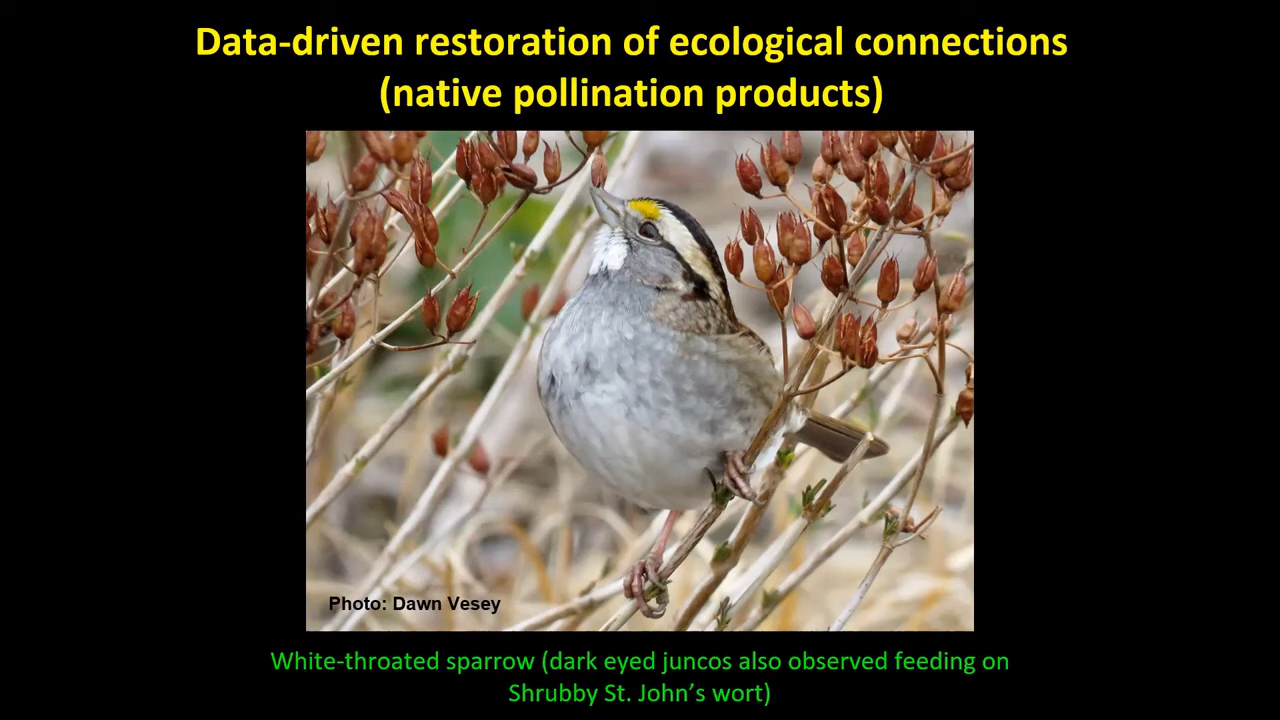 Data-driven restoration of ecological connections
(native pollination products)
Photo: Dawn Vesey
White-throated sparrow (dark eyed juncos also observed feeding on
Shrubby St. John’s wort)